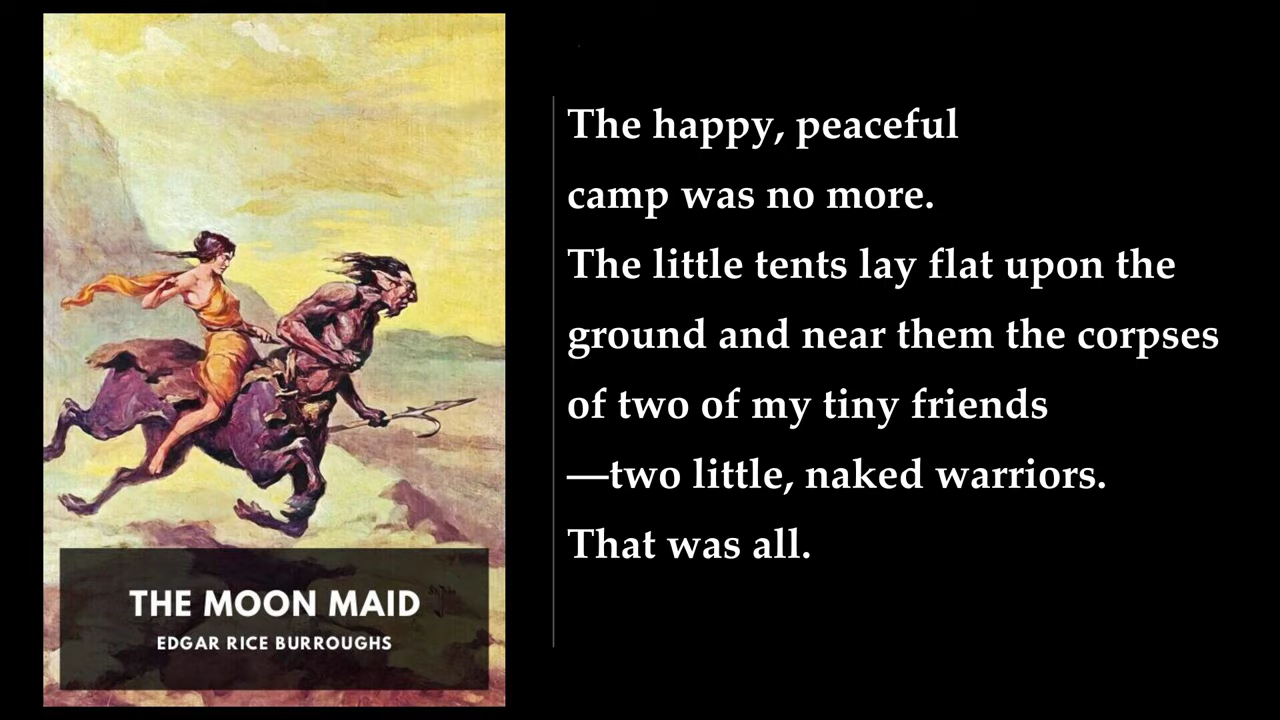 THE MOON MAID
EDGAR RICE BURROUGHS
The happy, peaceful
camp was no more.
The little tents lay flat upon the
ground and near them the corpses
of two of my tiny friends
—two little, naked warriors.
That was all.